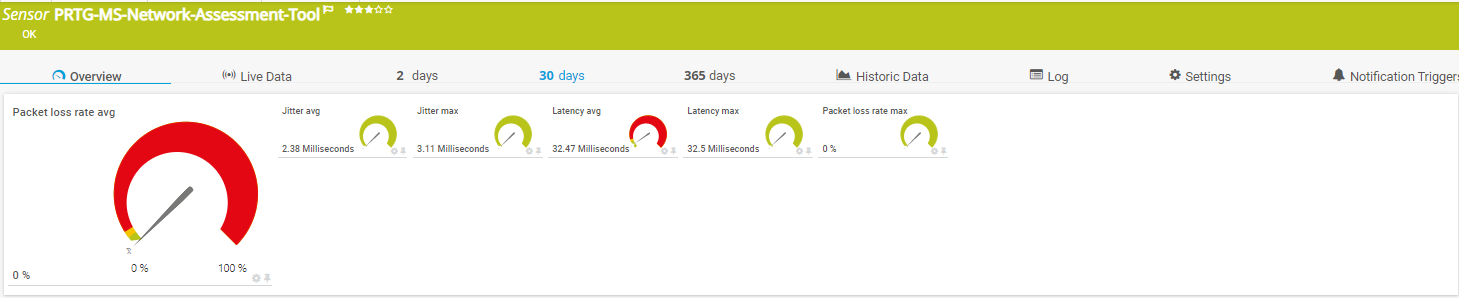 Sensor PRTG-MS-Network-Assessment-Tool
OK
Overview
Live Data
2 days
30 days
365 days
Historic Data
Log
Settings
Notification Triggers
Packet loss rate avg
0 %
0 %
100 %
Jitter avg
2.38 Milliseconds
Jitter max
3.11 Milliseconds
Latency avg
32.47 Milliseconds
Latency max
32.5 Milliseconds
Packet loss rate max
0 %